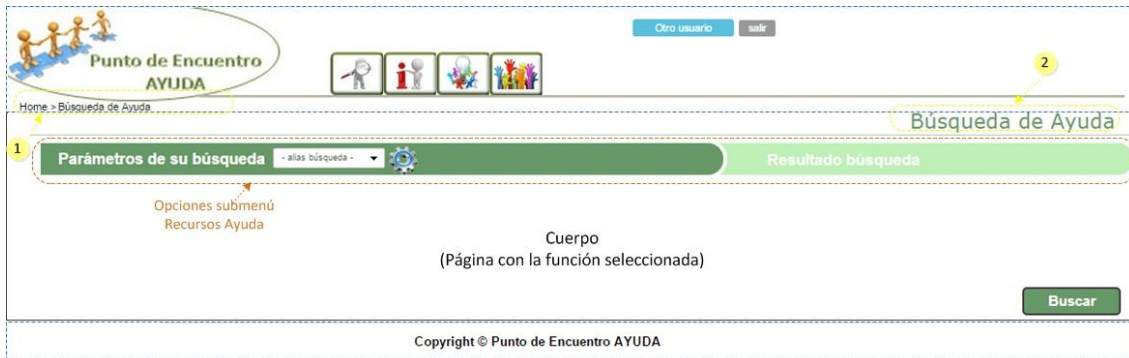 Otro usuario
salir
Punto de Encuentro
AYUDA
2
Home > Búsqueda de Ayuda
Búsqueda de Ayuda
1
Parámetros de su búsqueda
- alias búsqueda -
Resultado búsqueda
Opciones submenú
Recursos Ayuda
Cuerpo
(Página con la función seleccionada)
Buscar
Copyright © Punto de Encuentro AYUDA